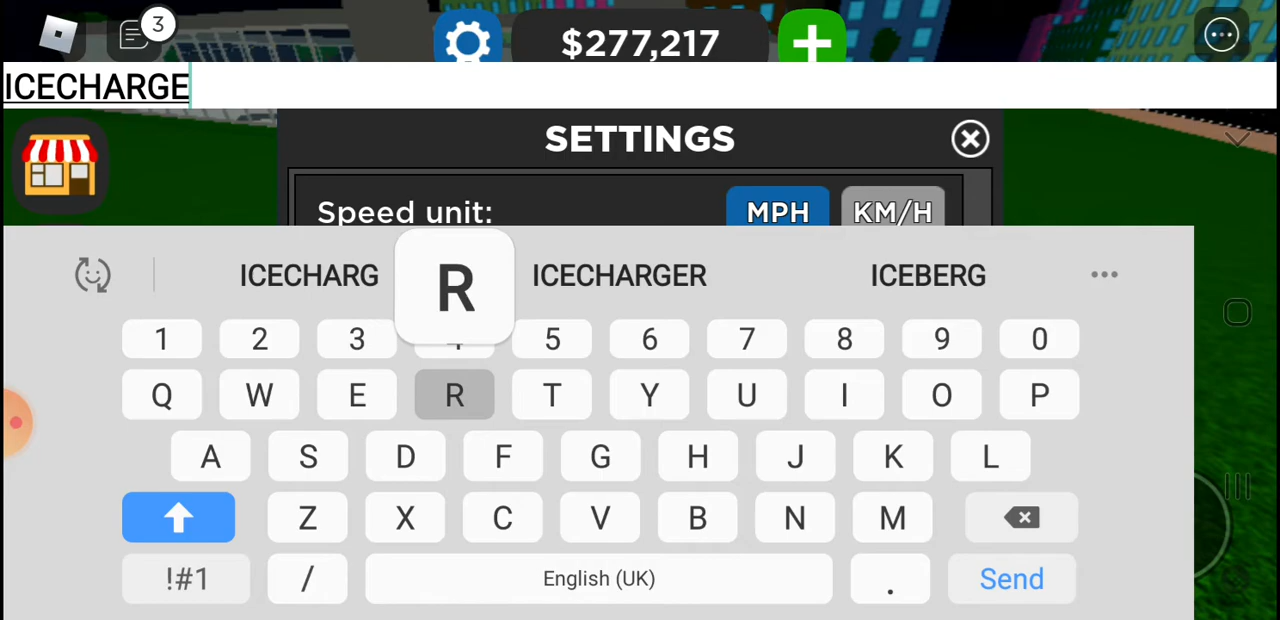 3
$277,217
ICECHARGE
SETTINGS
Speed unit: MPH KM/H
ICECHARG R ICECHARGER ICEBERG
1 2 3 4 5 6 7 8 9 0
Q W E R T Y U I O P
A S D F G H J K L
Z X C V B N M
!#1 / English (UK) . Send